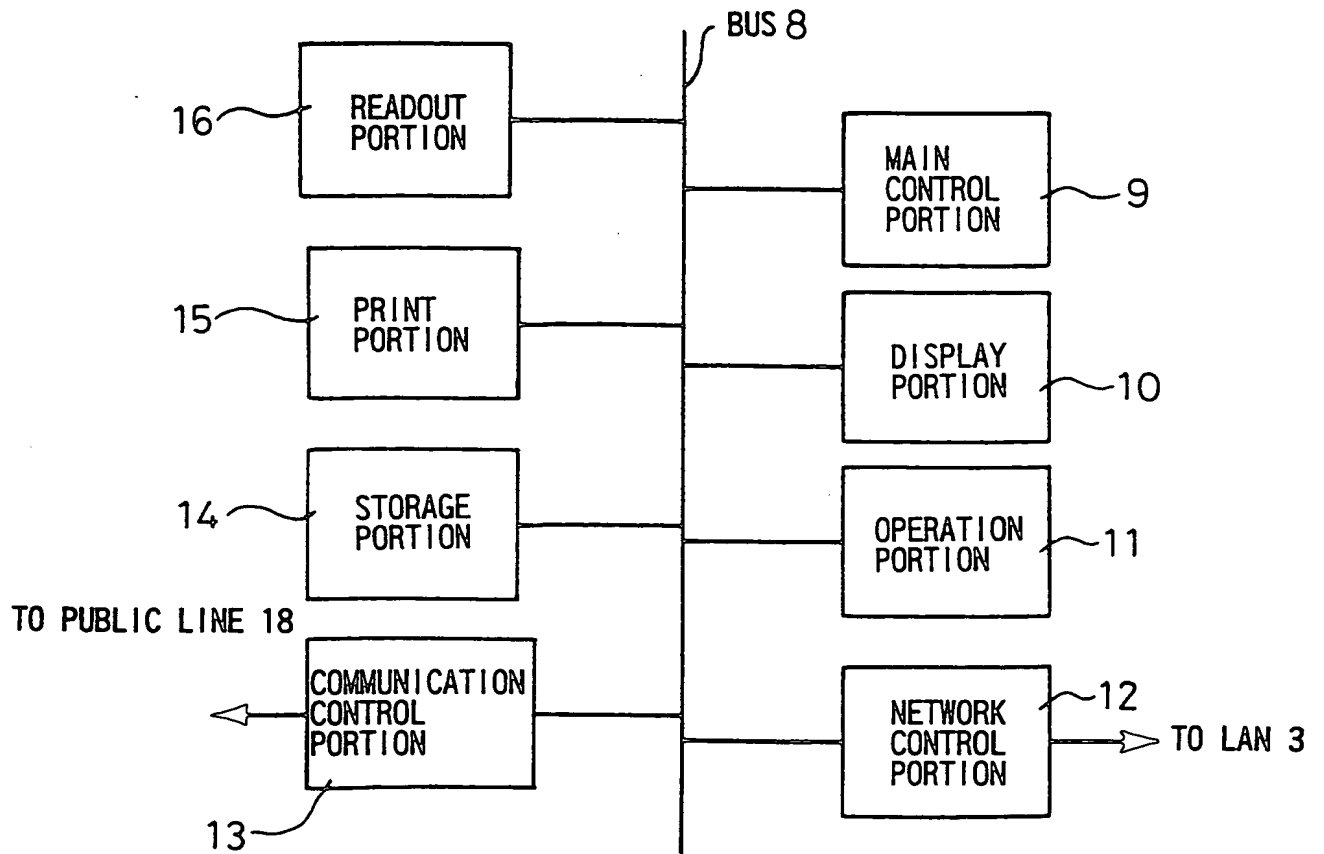 BUS 8
16
READOUT
PORTION
MAIN
CONTROL
PORTION
9
15
PRINT
PORTION
DISPLAY
PORTION
10
14
STORAGE
PORTION
OPERATION
PORTION
11
TO PUBLIC LINE 18
COMMUNICATION
CONTROL
PORTION
13
NETWORK
CONTROL
PORTION
12
TO LAN 3